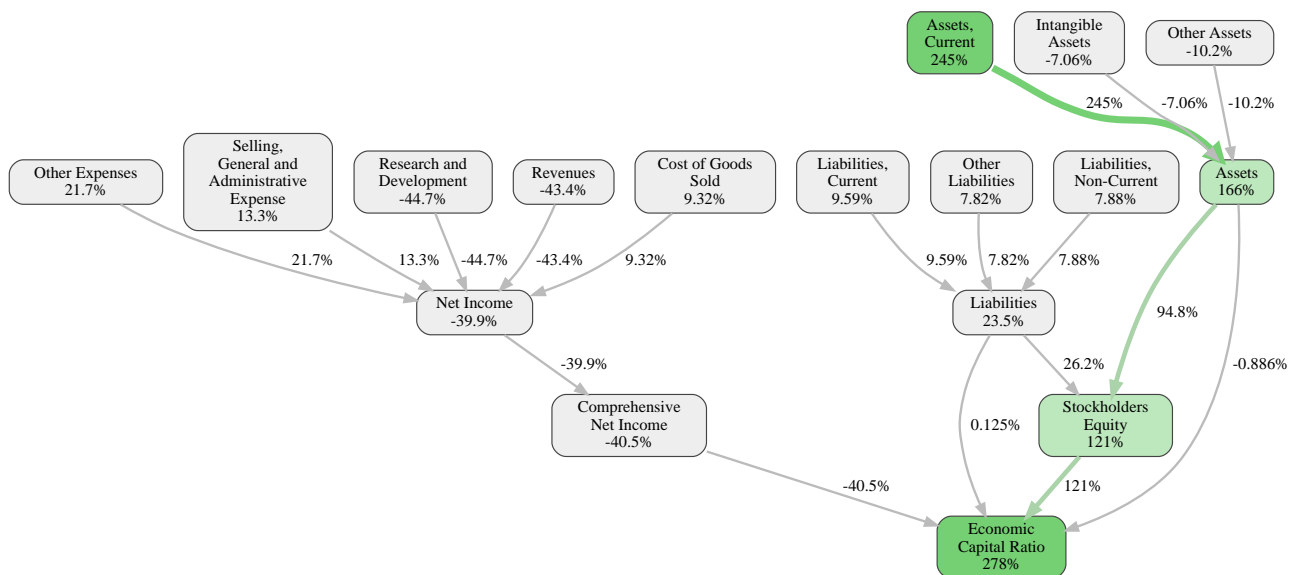 Assets,
Current
245%
Intangible
Assets
-7.06%
Other Assets
-10.2%
245%
-7.06%
-10.2%
Other Expenses
21.7%
Selling,
General and
Administrative
Expense
13.3%
Research and
Development
-44.7%
Revenues
-43.4%
Cost of Goods
Sold
9.32%
Liabilities,
Current
9.59%
Other
Liabilities
7.82%
Liabilities,
Non-Current
7.88%
Assets
166%
21.7%
13.3%
-44.7%
-43.4%
9.32%
9.59%
7.82%
7.88%
Net Income
-39.9%
Liabilities
23.5%
94.8%
-39.9%
26.2%
-0.886%
Comprehensive
Net Income
-40.5%
0.125%
Stockholders
Equity
121%
-40.5%
121%
Economic
Capital Ratio
278%